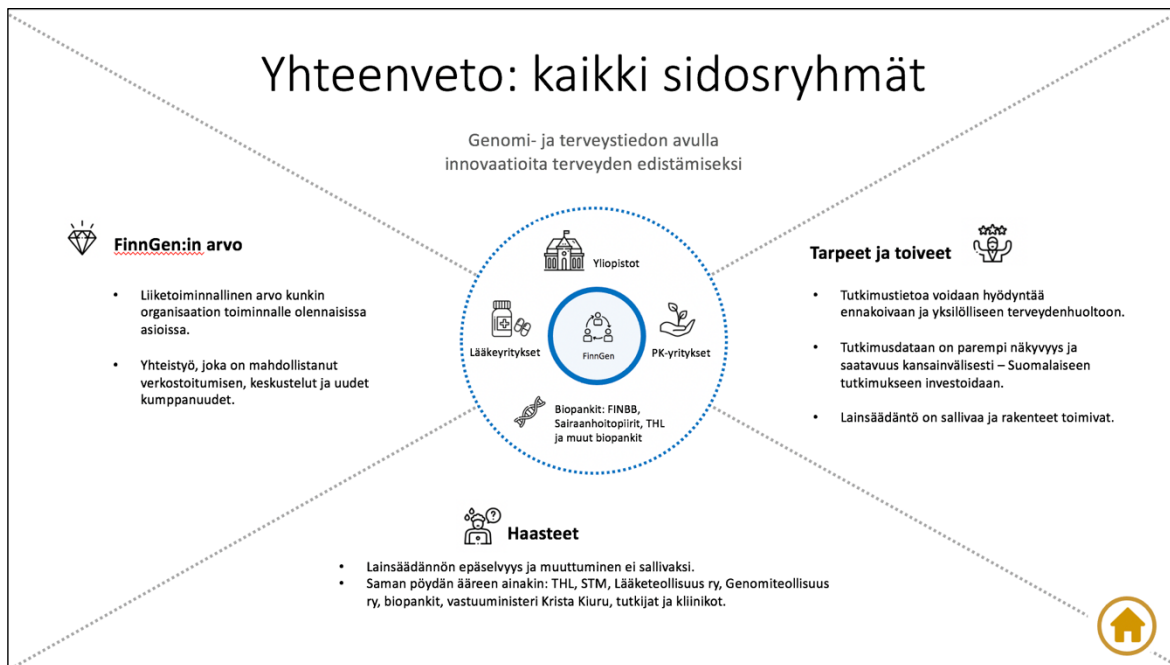 Yhteenveto: kaikki sidosryhmät
Genomi- ja terveystiedon avulla
innovaatioita terveyden edistämiseksi
FinnGen:in arvo
• Liiketoiminnallinen arvo kunkin
organisaation toiminnalle olennaisissa
asioissa.
• Yhteistyö, joka on mahdollistanut
verkostoitumisen, keskustelut ja uudet
kumppanuudet.
Yliopistot
Lääkeyritykset
FinnGen
PK-yritykset
Biopankit: FINBB,
Sairaanhoitopiirit, THL
ja muut biopankit
Tarpeet ja toiveet
• Tutkimustietoa voidaan hyödyntää
ennakoivaan ja yksilölliseen terveydenhuoltoon.
• Tutkimusdataan on parempi näkyvyys ja
saatavuus kansainvälisesti – Suomalaiseen
tutkimukseen investoidaan.
• Lainsäädäntö on sallivaa ja rakenteet toimivat.
Haasteet
• Lainsäädännön epäselvyys ja muuttuminen ei sallivaksi.
• Saman pöydän ääreen ainakin: THL, STM, Lääketeollisuus ry, Genomiteollisuus
ry, biopankit, vastuuministeri Krista Kiuru, tutkijat ja kliinikot.